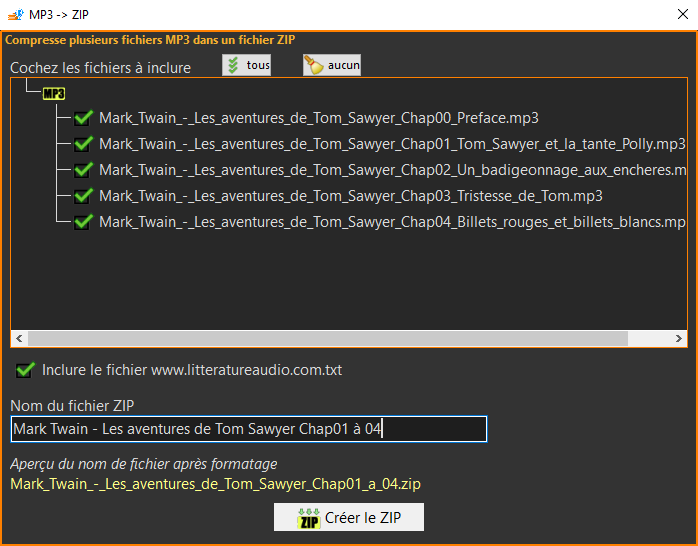 MP3 -> ZIP
Compresse plusieurs fichiers MP3 dans un fichier ZIP
Cochez les fichiers à inclure tous aucun
MP3
Mark_Twain_-_Les_aventures_de_Tom_Sawyer_Chap00_Preface.mp3
Mark_Twain_-_Les_aventures_de_Tom_Sawyer_Chap01_Tom_Sawyer_et_la_tante_Polly.mp3
Mark_Twain_-_Les_aventures_de_Tom_Sawyer_Chap02_Un_badigeonnage_aux_encheres.m
Mark_Twain_-_Les_aventures_de_Tom_Sawyer_Chap03_Tristesse_de_Tom.mp3
Mark_Twain_-_Les_aventures_de_Tom_Sawyer_Chap04_Billets_rouges_et_billets_blancs.mp
Inclure le fichier www.litteratureaudio.com.txt
Nom du fichier ZIP
Mark Twain - Les aventures de Tom Sawyer Chap01 à 04
Aperçu du nom de fichier après formatage
Mark_Twain_-_Les_aventures_de_Tom_Sawyer_Chap01_a_04.zip
ZIP Créer le ZIP